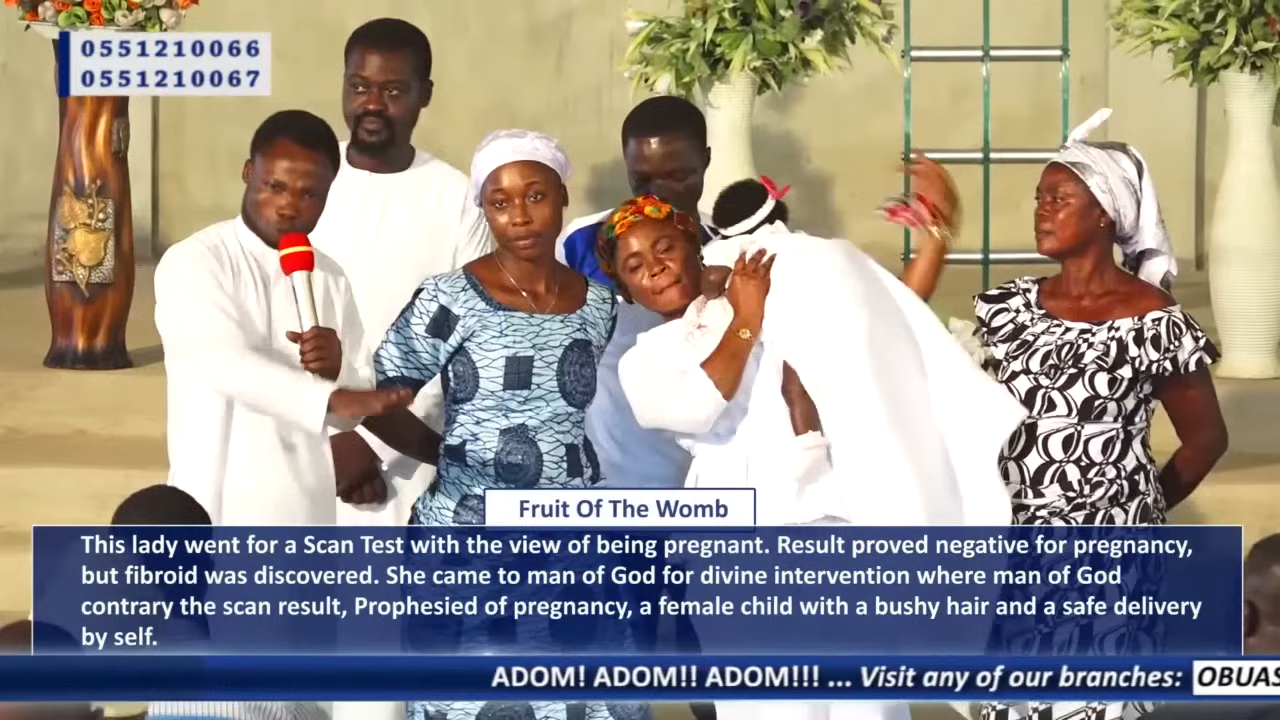 0551210066
0551210067
Fruit Of The Womb
This lady went for a Scan Test with the view of being pregnant. Result proved negative for pregnancy,
but fibroid was discovered. She came to man of God for divine intervention where man of God
contrary the scan result, Prophesied of pregnancy, a female child with a bushy hair and a safe delivery
by self.
ADOM! ADOM!! ADOM!!! ... Visit any of our branches: OBUAS